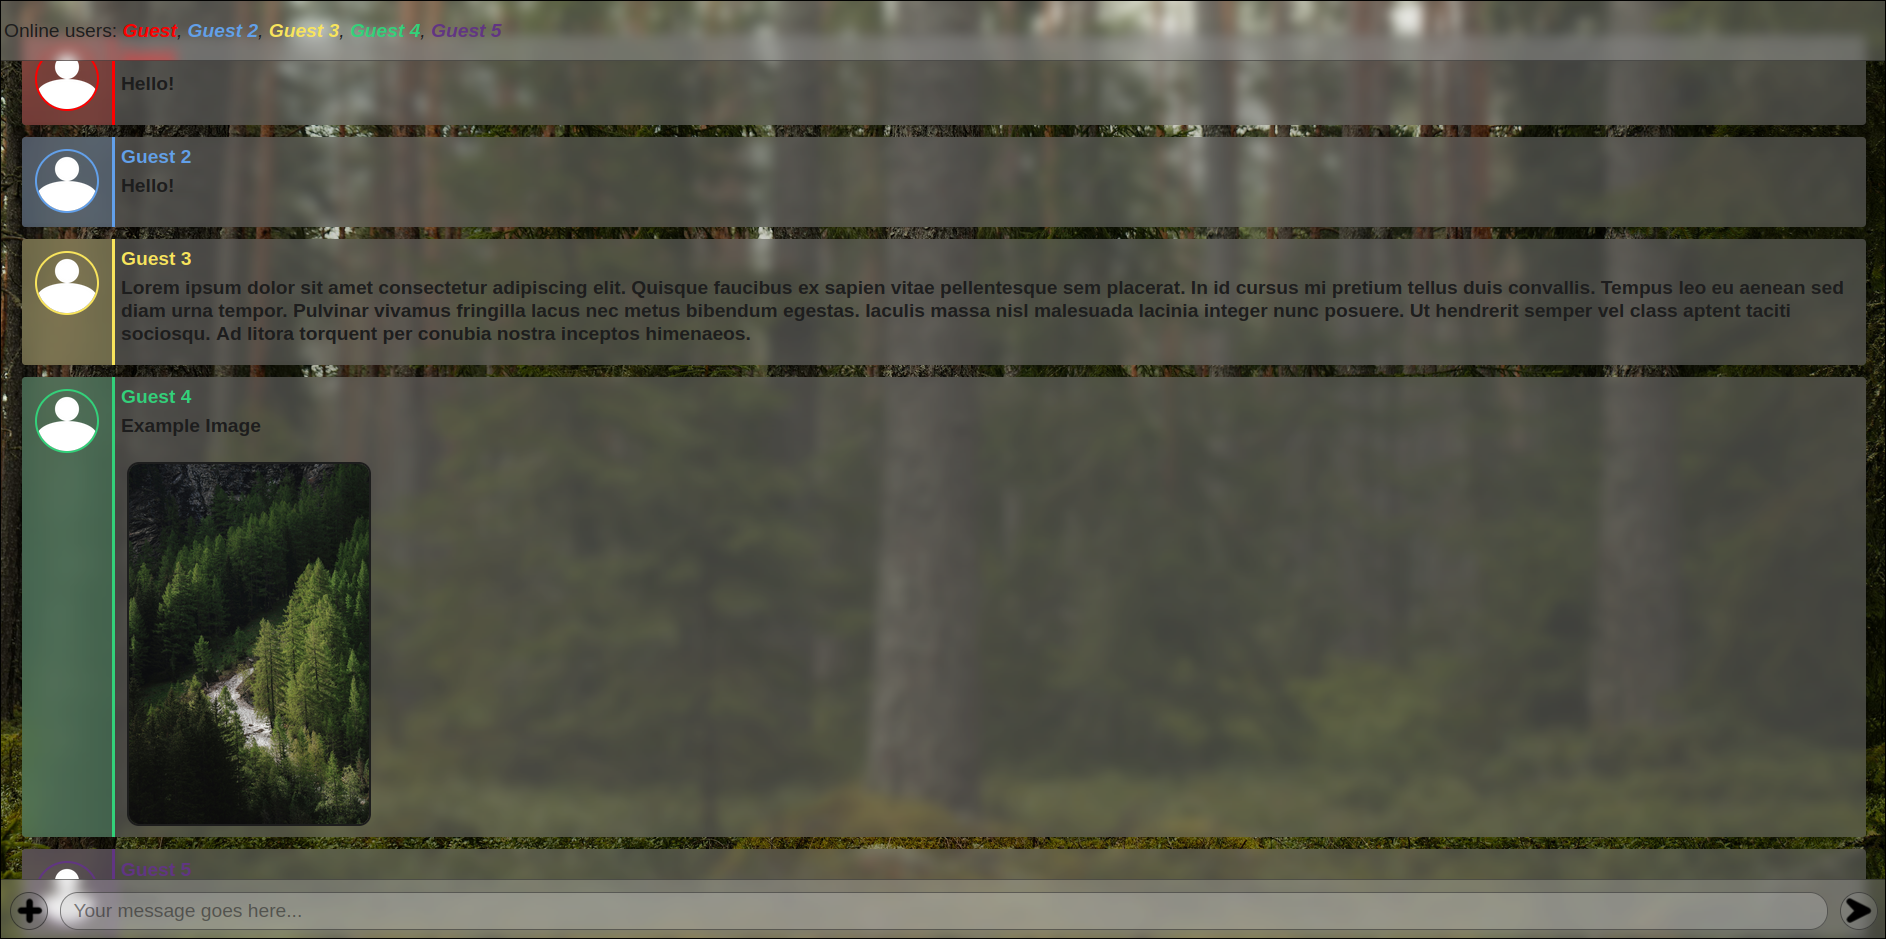 Online users: Guest, Guest 2, Guest 3, Guest 4, Guest 5
Hello!
Guest 2
Hello!
Guest 3
Lorem ipsum dolor sit amet consectetur adipiscing elit. Quisque faucibus ex sapien vitae pellentesque sem placerat. In id cursus mi pretium tellus duis convallis. Tempus leo eu aenean sed
diam urna tempor. Pulvinar vivamus fringilla lacus nec metus bibendum egestas. Iaculis massa nisl malesuada lacinia integer nunc posuere. Ut hendrerit semper vel class aptent taciti
sociosqu. Ad litora torquent per conubia nostra inceptos himenaeos.
Guest 4
Example Image
Guest 5
Your message goes here...